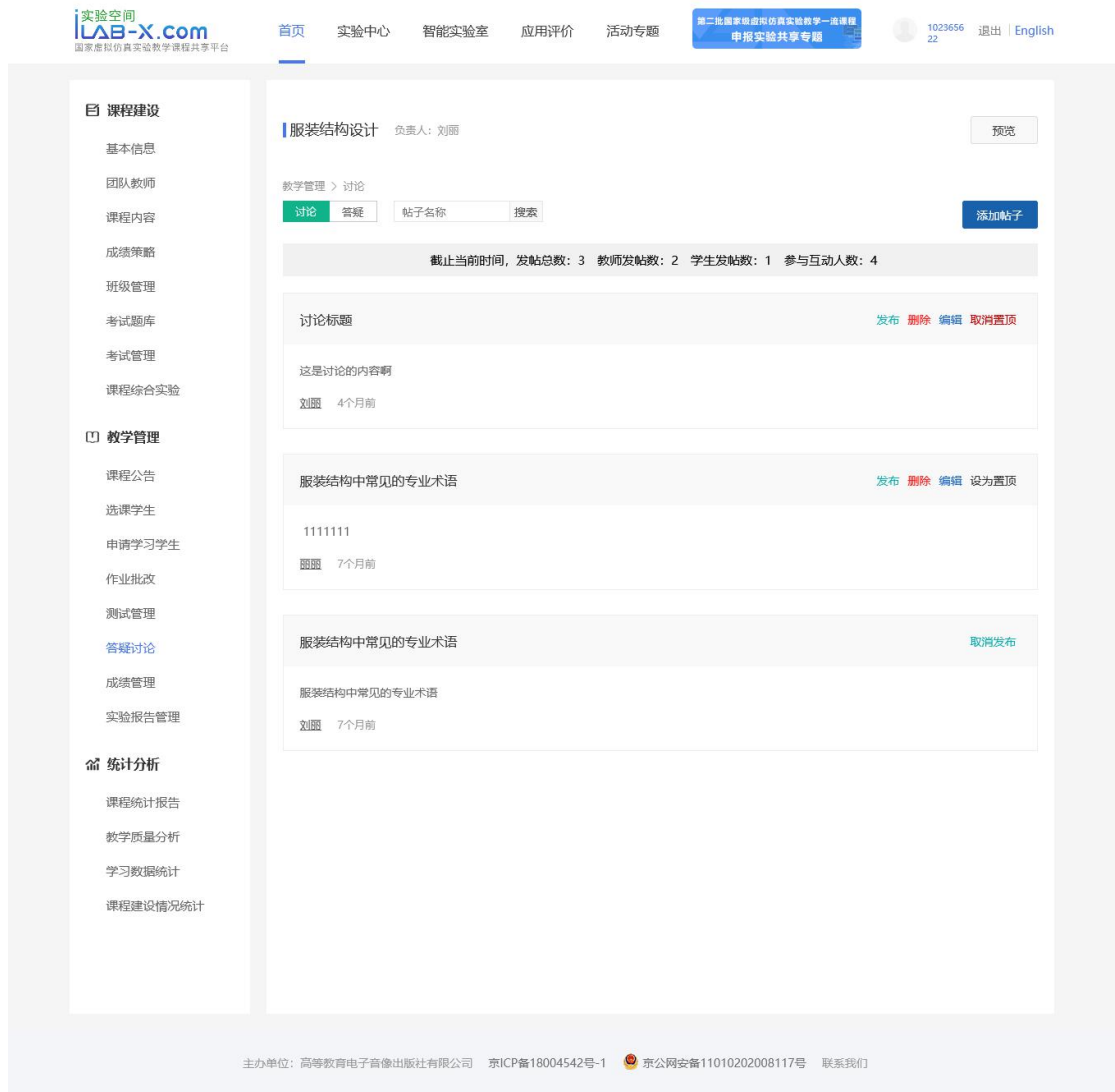 实验空间
iLAB-X.com
国家虚拟仿真实验教学课程共享平台
首页 实验中心 智能实验室 应用评价 活动专题
第二批国家级虚拟仿真实验教学一流课程
申报实验共享专题
1023656
22
退出 English
课程建设
基本信息
团队教师
课程内容
成绩策略
班级管理
考试题库
考试管理
课程综合实验
教学管理
课程公告
选课学生
申请学习学生
作业批改
测试管理
答疑讨论
成绩管理
实验报告管理
统计分析
课程统计报告
教学质量分析
学习数据统计
课程建设情况统计
服装结构设计 负责人：刘丽 预览
教学管理 > 讨论
讨论 答疑 帖子名称 搜索 添加帖子
截止当前时间，发帖总数：3 教师发帖数：2 学生发帖数：1 参与互动人数：4
讨论标题 发布 删除 编辑 取消置顶
这是讨论的内容啊
刘丽 4个月前
服装结构中常见的专业术语 发布 删除 编辑 设为置顶
1111111
丽丽 7个月前
服装结构中常见的专业术语 取消发布
服装结构中常见的专业术语
刘丽 7个月前
主办单位：高等教育电子音像出版社有限公司 京ICP备18004542号-1 京公网安备11010202008117号 联系我们